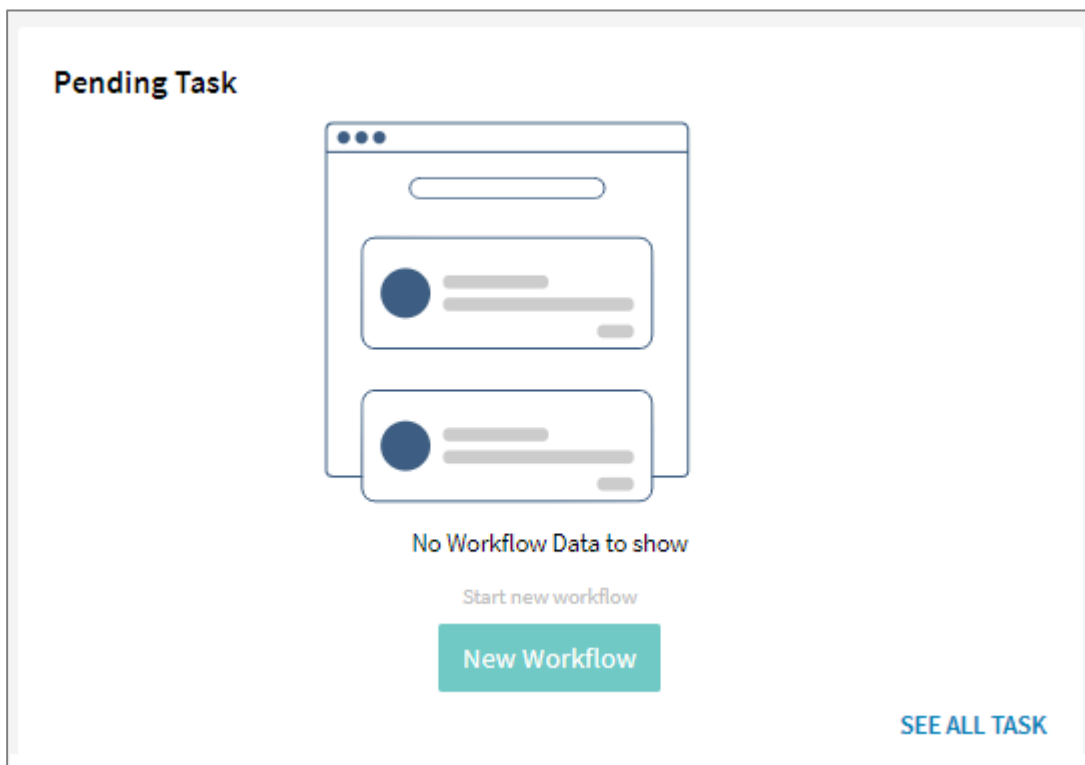 Pending Task
No Workflow Data to show
Start new workflow
New Workflow
SEE ALL TASK